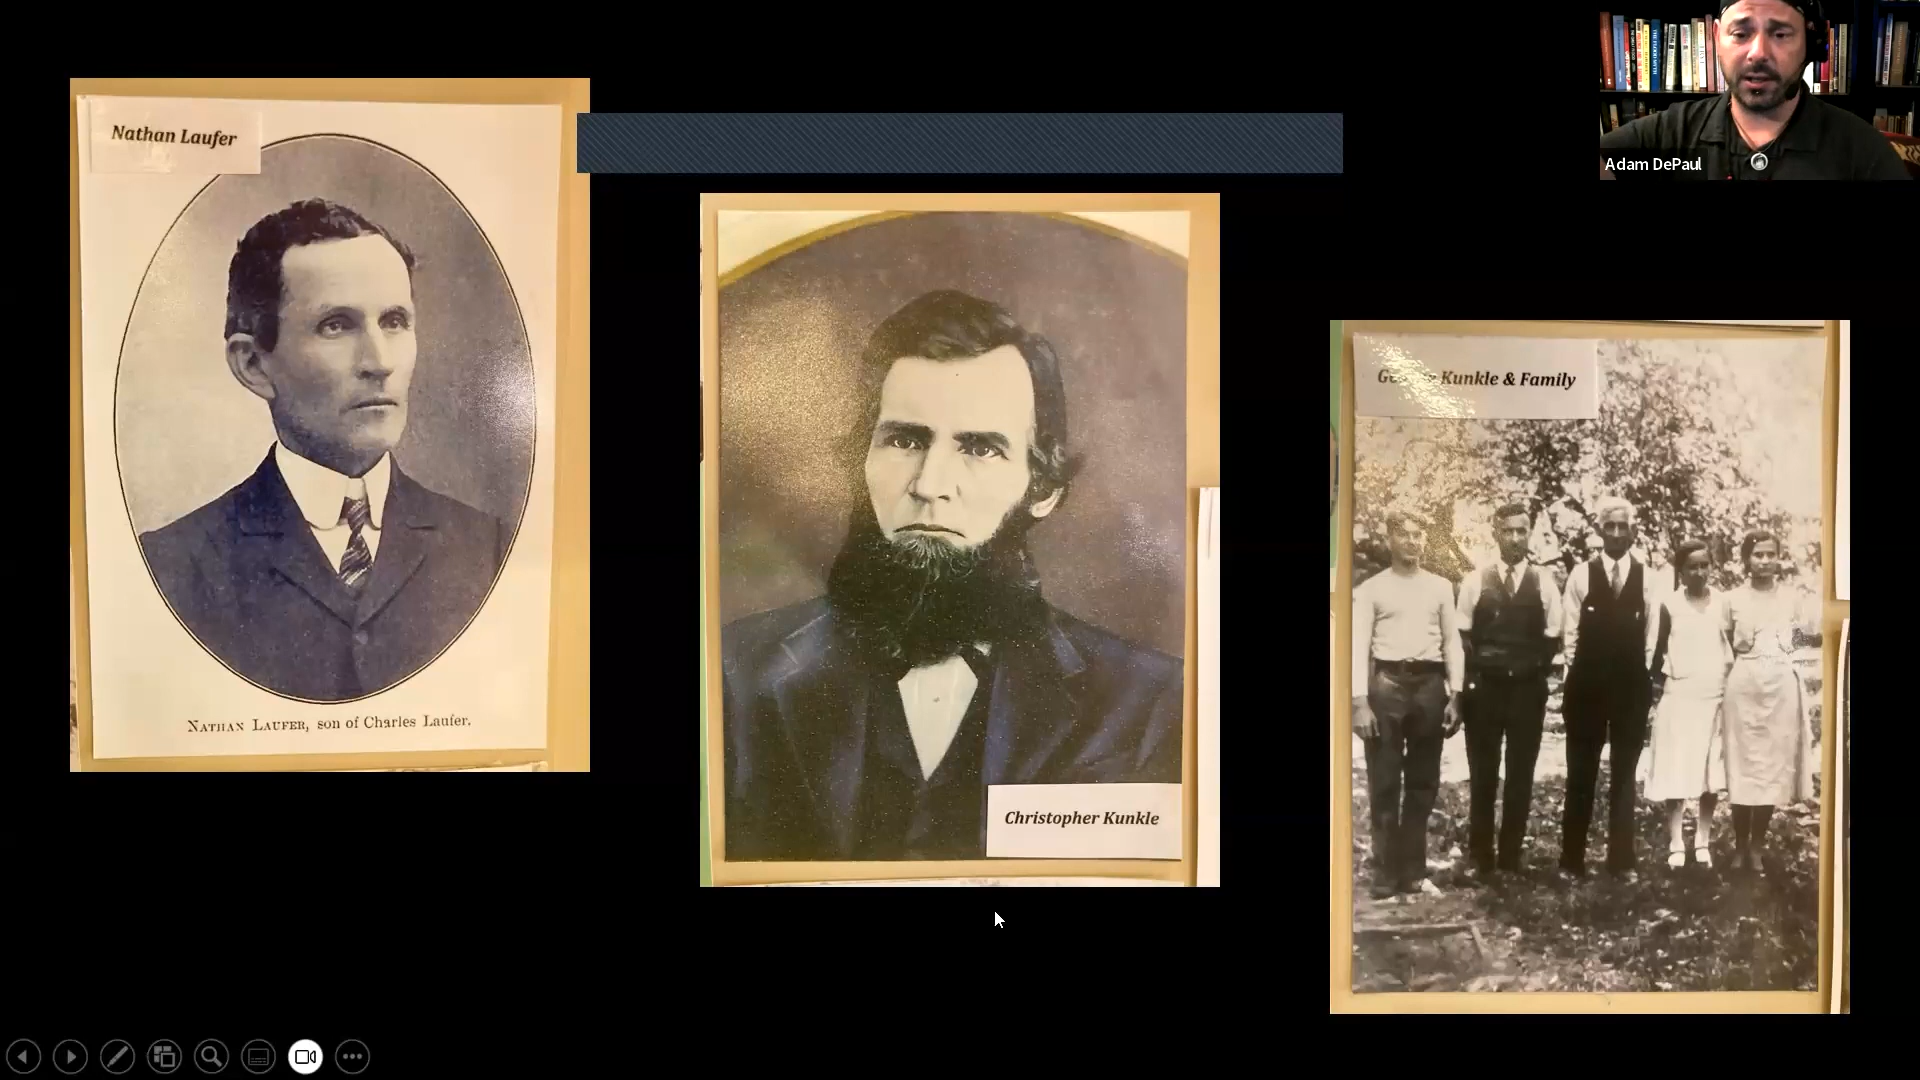 Nathan Laufer
NATHAN LAUFER, son of Charles Laufer.
Christopher Kunkle
Kunkle & Family
Adam DePaul